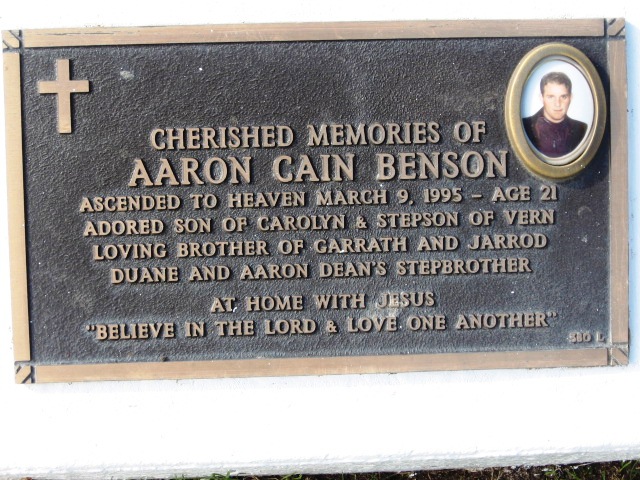 CHERISHED MEMORIES OF
AARON CAIN BENSON
ASCENDED TO HEAVEN MARCH 9, 1995 – AGE 21
ADORED SON OF CAROLYN & STEPSON OF VERN
LOVING BROTHER OF GARRATH AND JARROD
DUANE AND AARON DEAN'S STEPBROTHER
AT HOME WITH JESUS
"BELIEVE IN THE LORD & LOVE ONE ANOTHER"